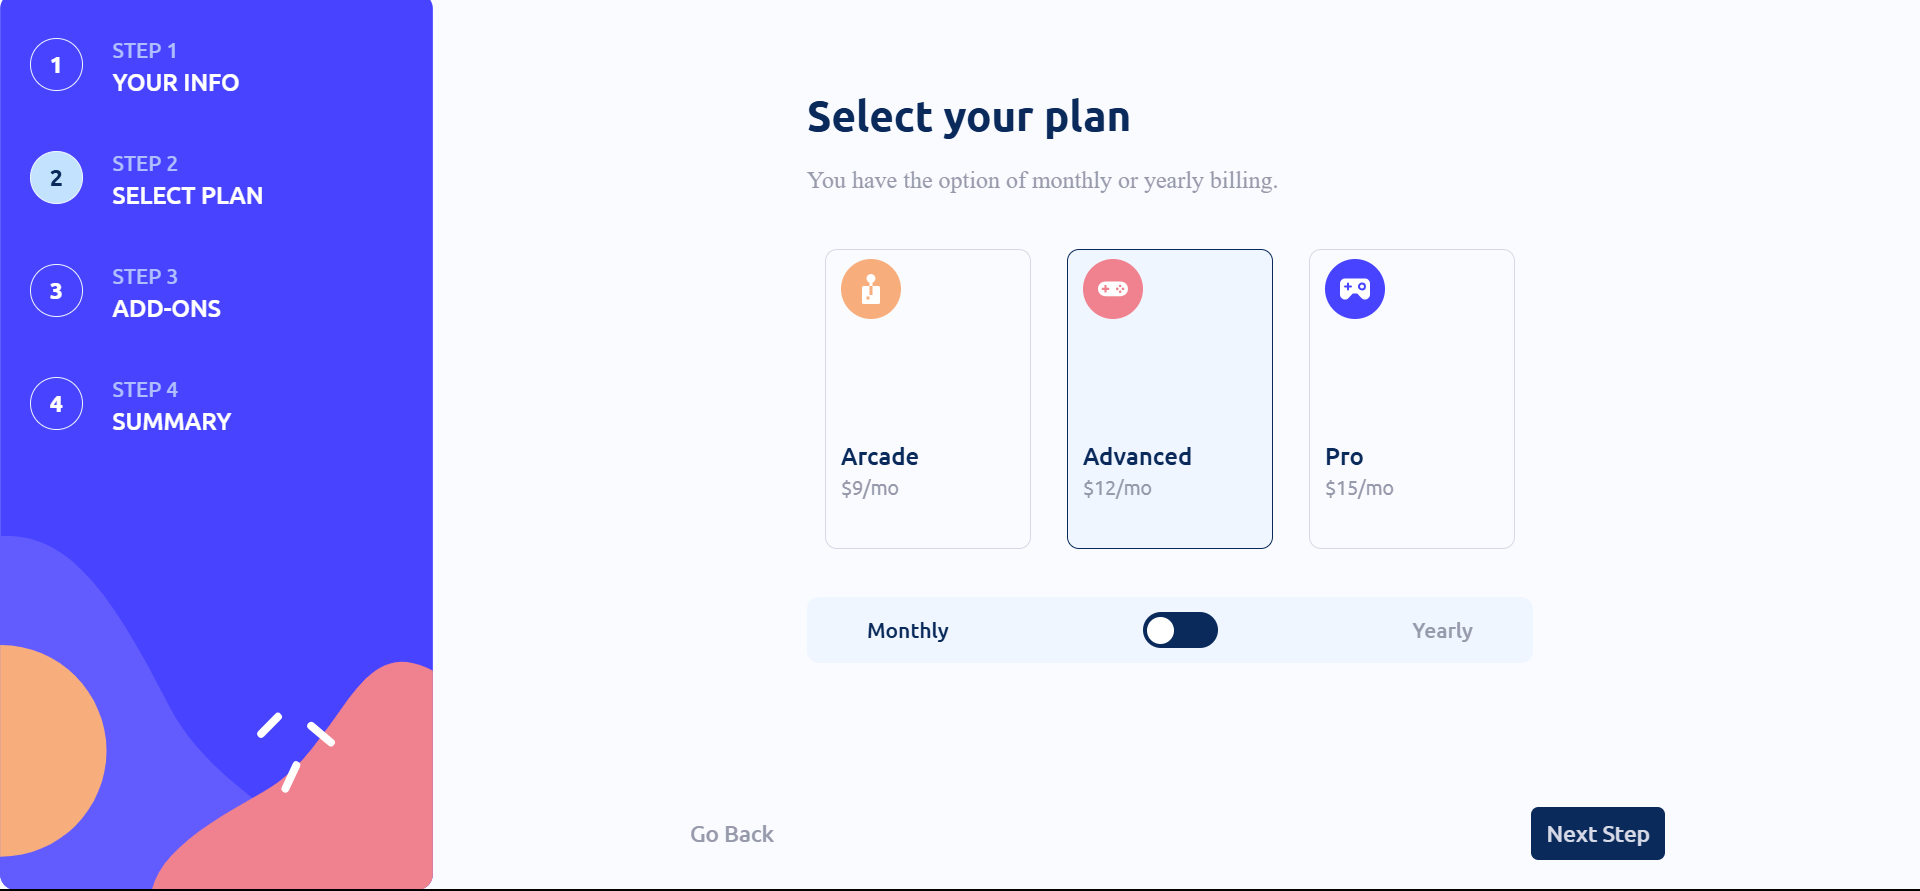 1
STEP 1
YOUR INFO
2
STEP 2
SELECT PLAN
3
STEP 3
ADD-ONS
4
STEP 4
SUMMARY
Select your plan
You have the option of monthly or yearly billing.
Arcade
$9/mo
Advanced
$12/mo
Pro
$15/mo
Monthly
Yearly
Go Back
Next Step